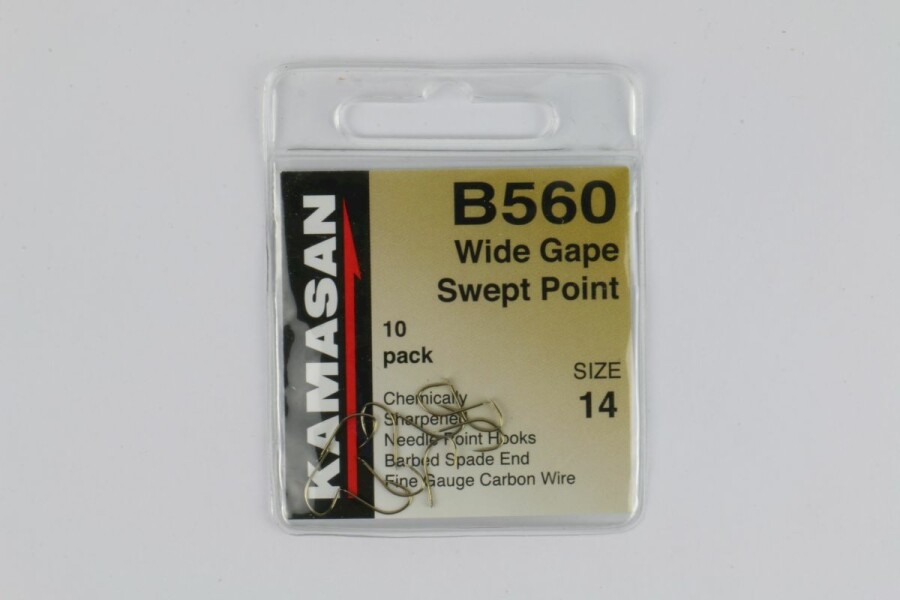 KAMASAN
B560
Wide Gape
Swept Point
10
pack
SIZE
14
Chemically
Sharpened
Needle Point Hooks
Barbed Spade End
Fine Gauge Carbon Wire